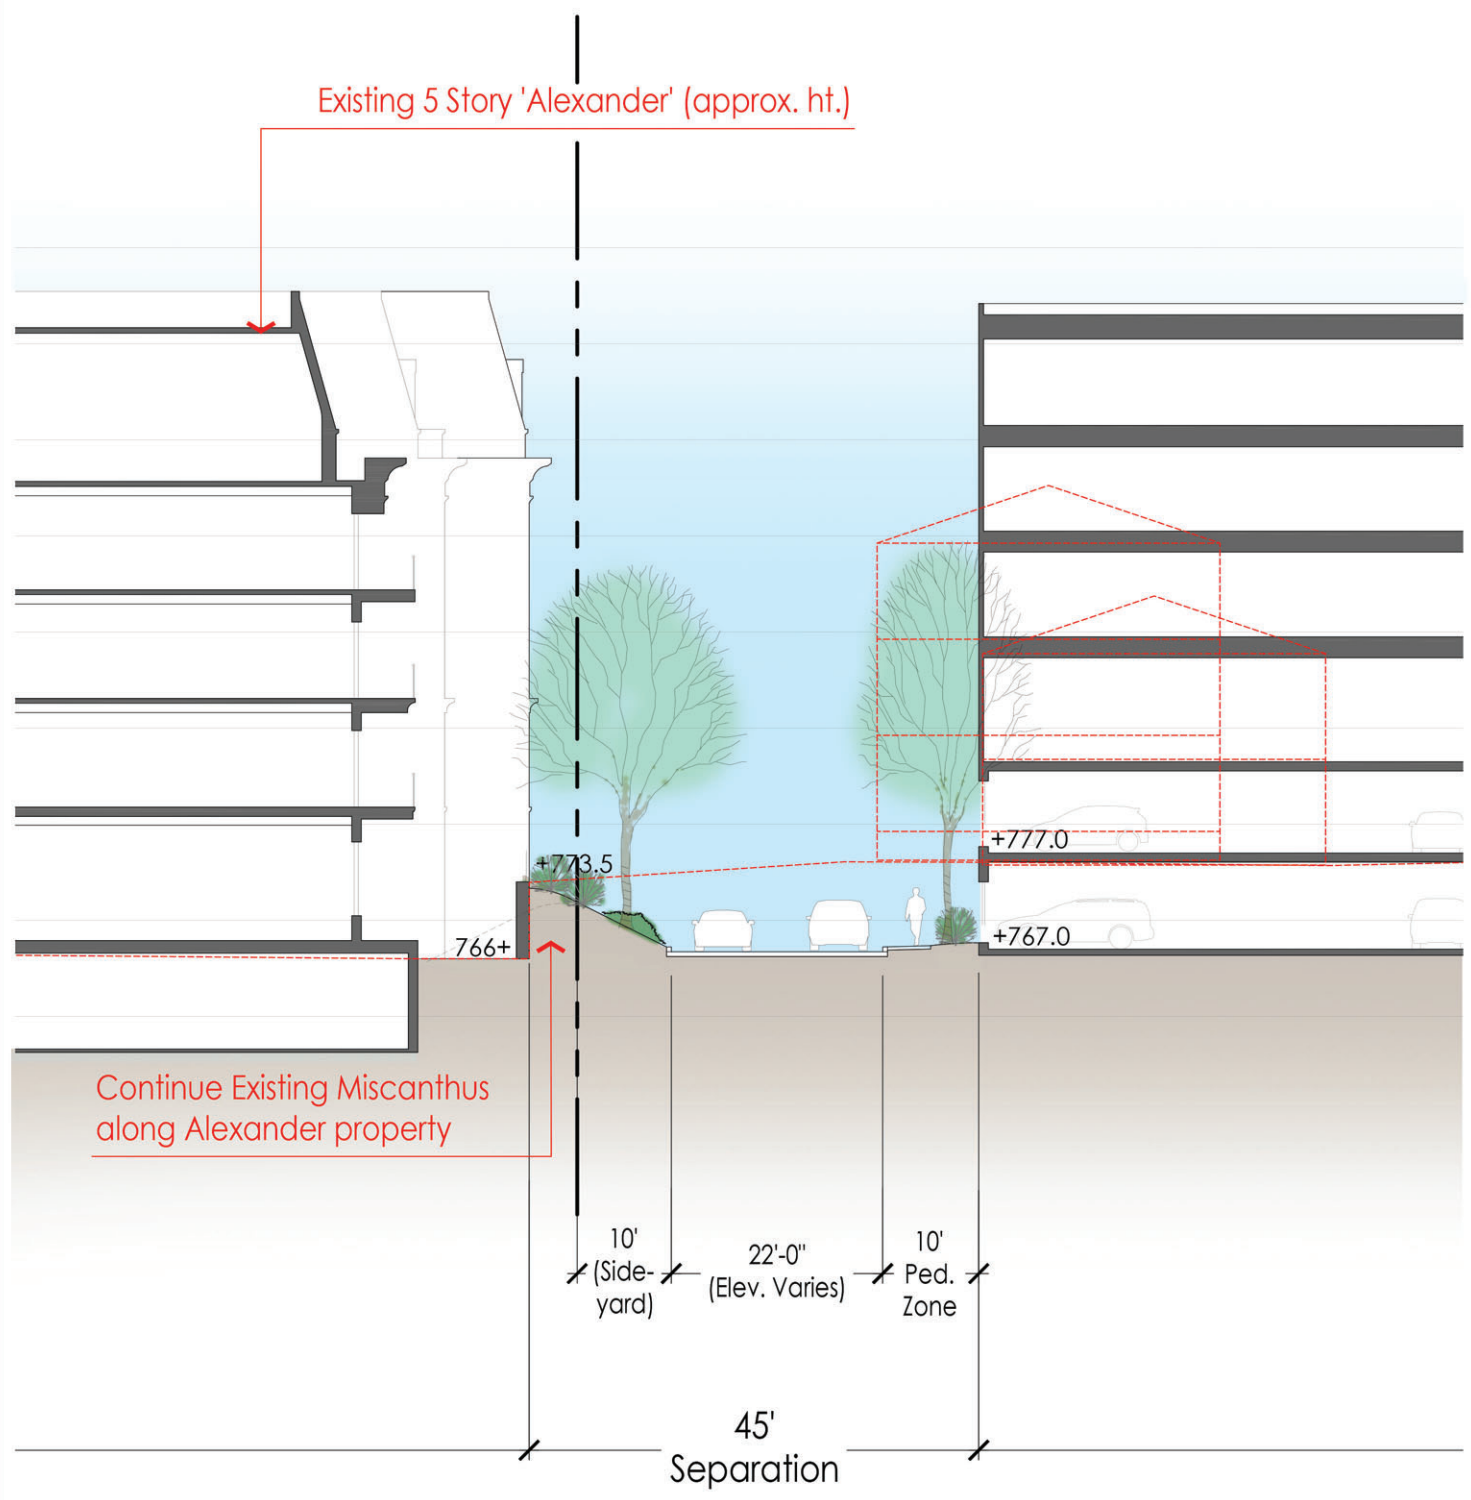 Existing 5 Story 'Alexander' (approx. ht.)
+773.5
+777.0
766+
+767.0
Continue Existing Miscanthus
along Alexander property
10'
(Side-
yard)
22'-0"
(Elev. Varies)
10'
Ped.
Zone
45'
Separation